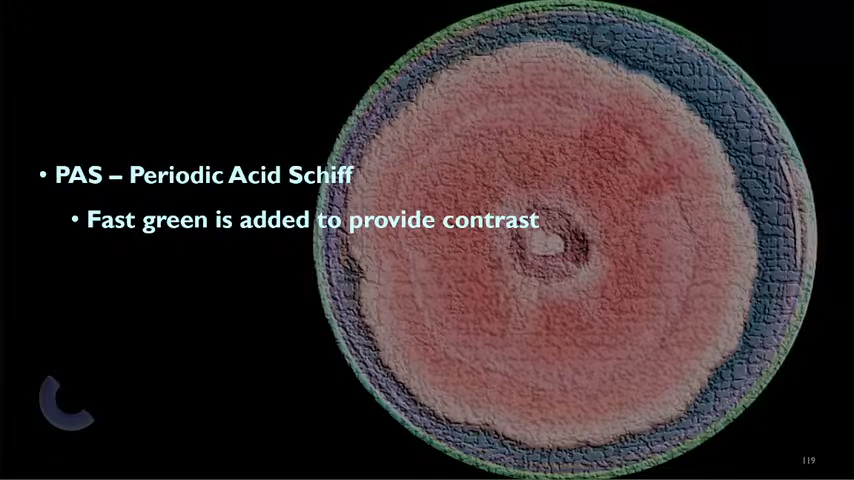 • PAS – Periodic Acid Schiff
• Fast green is added to provide contrast
119